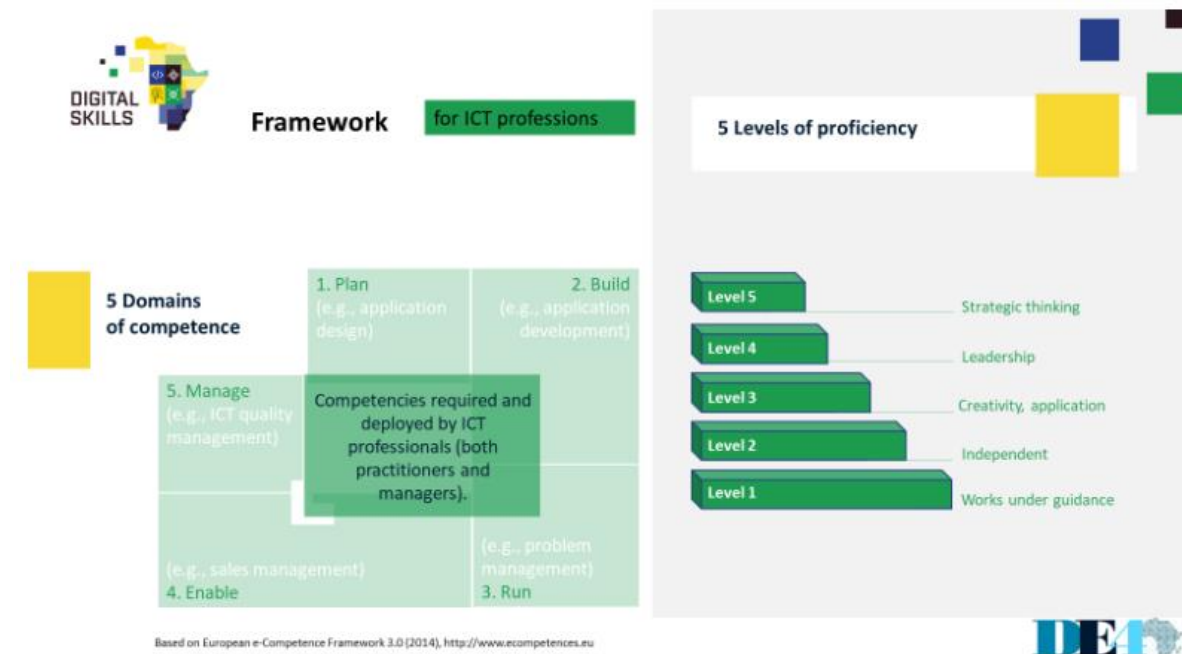 DIGITAL
SKILLS
Framework
for ICT professions
5 Levels of proficiency
5 Domains
of competence
1. Plan
(e.g., application
design)
2. Build
(e.g., application
development)
5. Manage
(e.g., ICT quality
management)
Competencies required and
deployed by ICT
professionals (both
practitioners and
managers).
(e.g., sales management)
4. Enable
(e.g., problem
management)
3. Run
Level 5
Strategic thinking
Level 4
Leadership
Level 3
Creativity, application
Level 2
Independent
Level 1
Works under guidance
Based on European e-Competence Framework 3.0 (2014), http://www.ecompetences.eu
DE4